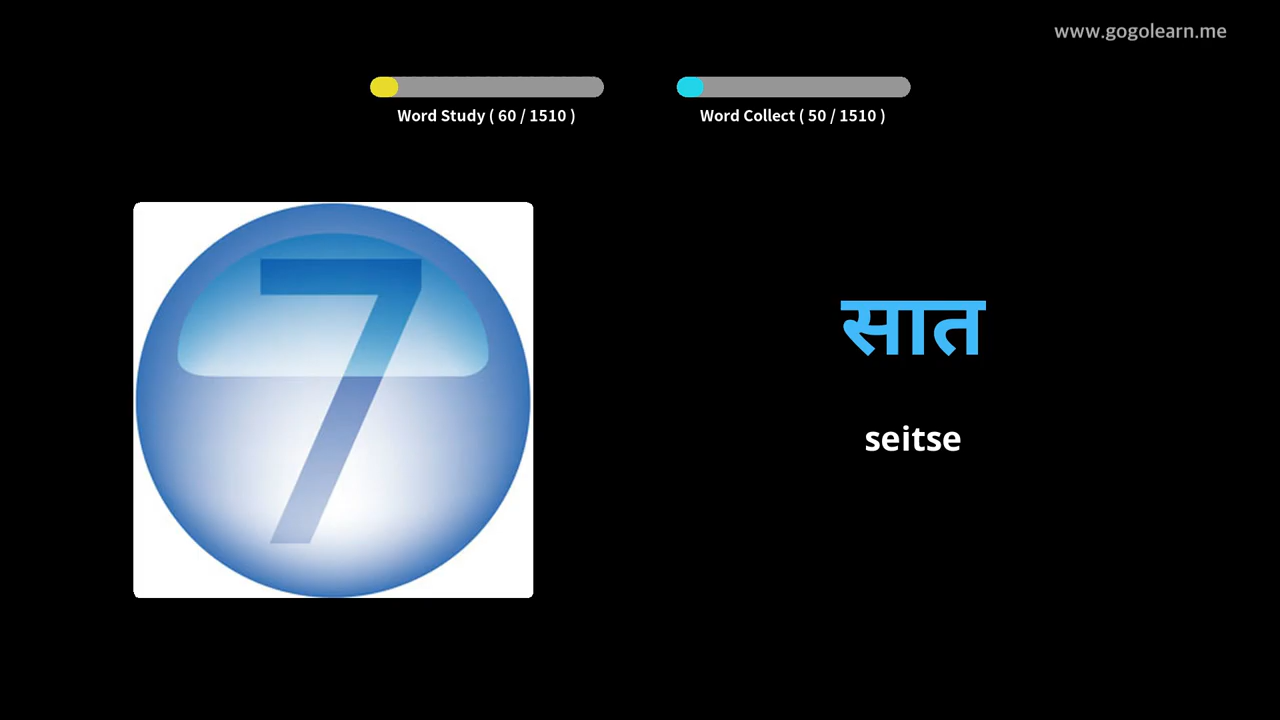 www.gogolearn.me
Word Study ( 60 / 1510 )
Word Collect ( 50 / 1510 )
7
सात
seitse